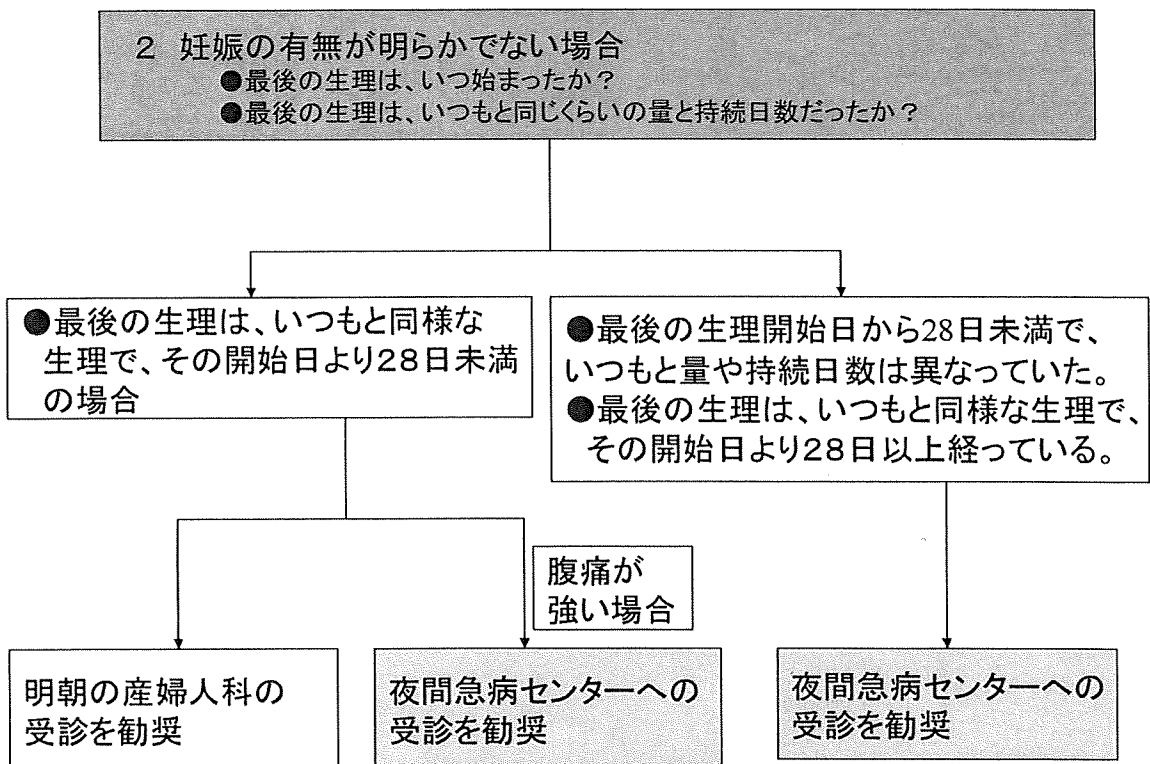 ２ 妊娠の有無が明らかでない場合
●最後の生理は、いつ始まったか？
●最後の生理は、いつもと同じくらいの量と持続日数だったか？
●最後の生理は、いつもと同様な
生理で、その開始日より２８日未満
の場合
●最後の生理開始日から28日未満で、
いつもと量や持続日数は異なっていた。
●最後の生理は、いつもと同様な生理で、
その開始日より２８日以上経っている。
腹痛が
強い場合
明朝の産婦人科の
受診を勧奨
夜間急病センターへの
受診を勧奨
夜間急病センターへの
受診を勧奨